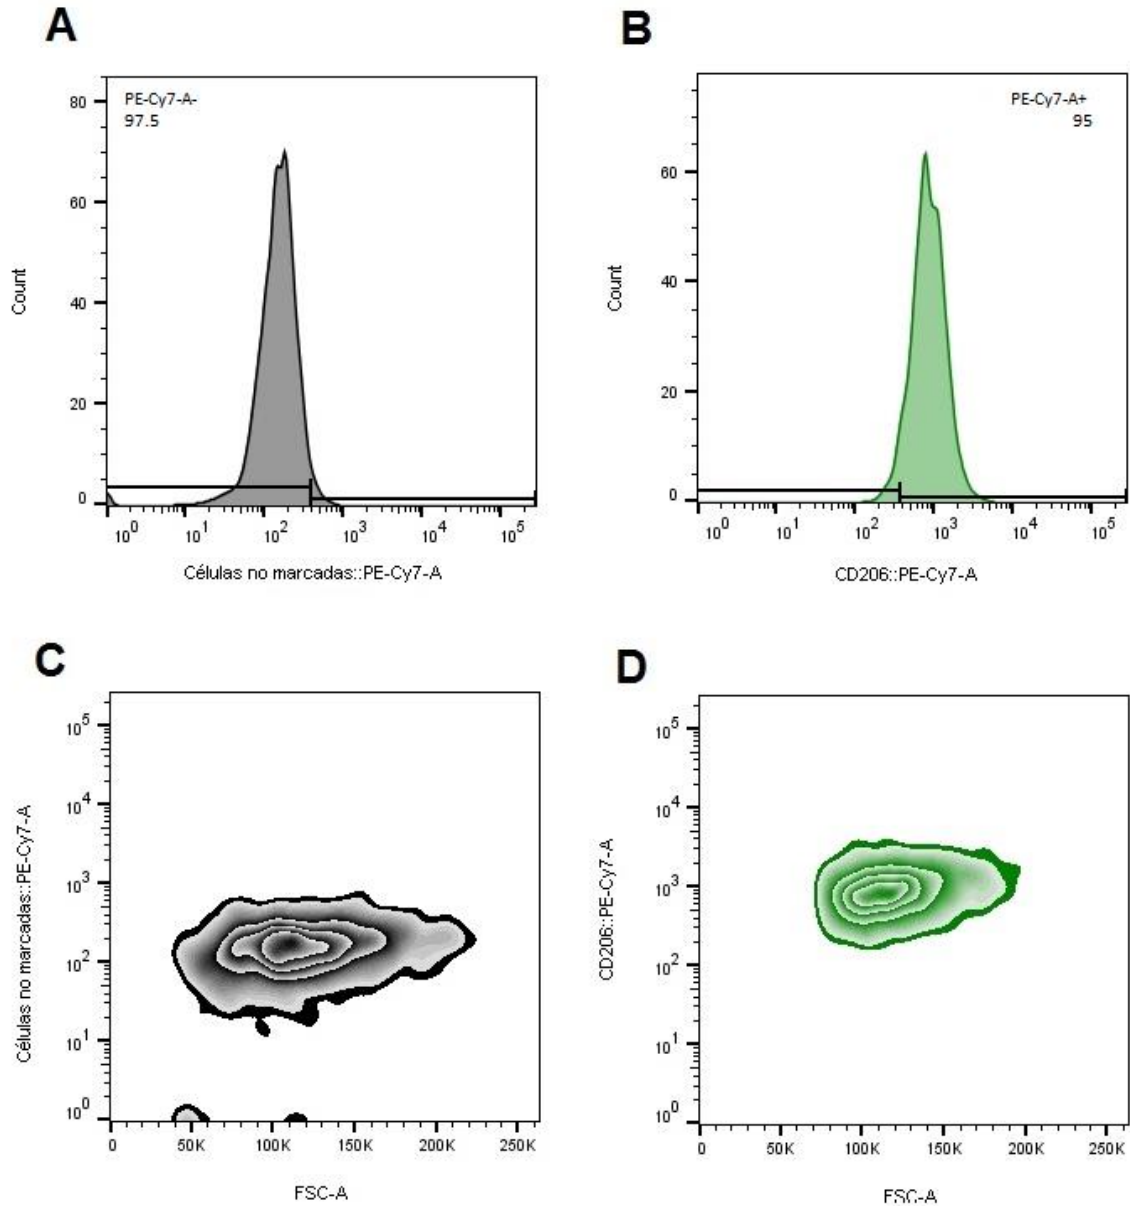 A
PE-Cy7-A-
97.5
80
60
40
20
0
Count
10^0 10^1 10^2 10^3 10^4 10^5
Células no marcadas::PE-Cy7-A
B
PE-Cy7-A+
95
60
40
20
0
Count
10^0 10^1 10^2 10^3 10^4 10^5
CD206::PE-Cy7-A
C
10^5
10^4
10^3
10^2
10^1
10^0
Células no marcadas::PE-Cy7-A
0 50K 100K 150K 200K 250K
FSC-A
D
10^5
10^4
10^3
10^2
10^1
10^0
CD206::PE-Cy7-A
0 50K 100K 150K 200K 250K
FSC-A